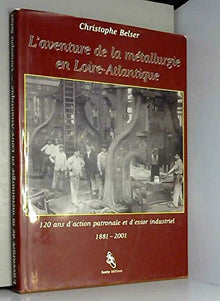 Christophe Belser
L'aventure de la métallurgie
en Loire-Atlantique
120 ans d'action patronale et d'essor industriel
1881 - 2001